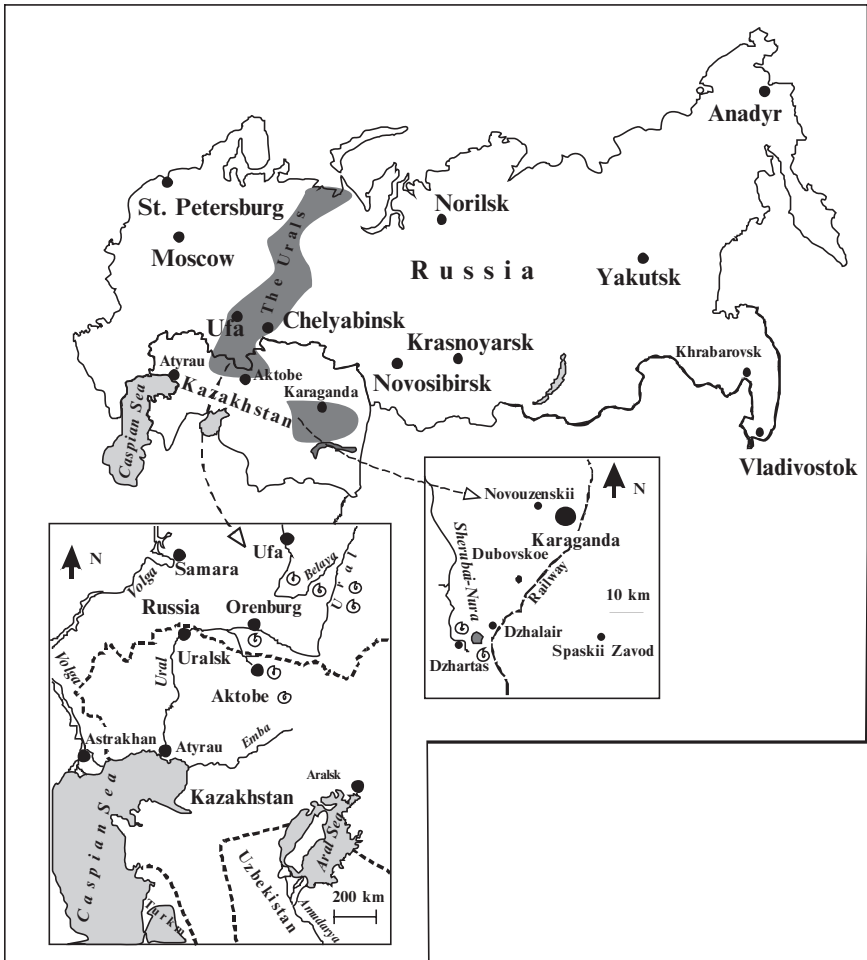 Anadyr
St. Petersburg
Norilsk
Moscow
The Urals
Russia
Yakutsk
Ufa
Chelyabinsk
Krasnoyarsk
Novosibirsk
Khrabarovsk
Atyrau
Aktobe
Karaganda
Kazakhstan
Caspian Sea
Vladivostok
N
Novouzenskii
Karaganda
Sherubai-Nura
Dubovskoe
Railway
10 km
Dzhalair
Dzhartas
Spaskii Zavod
N
Samara
Volga
Ufa
Belaya
Ural
Russia
Orenburg
Uralsk
Volga
Ural
Aktobe
Astrakhan
Atyrau
Emba
Kazakhstan
Aralsk
Caspian Sea
Aral Sea
Uzbekistan
200 km
Turkm
Amudarya